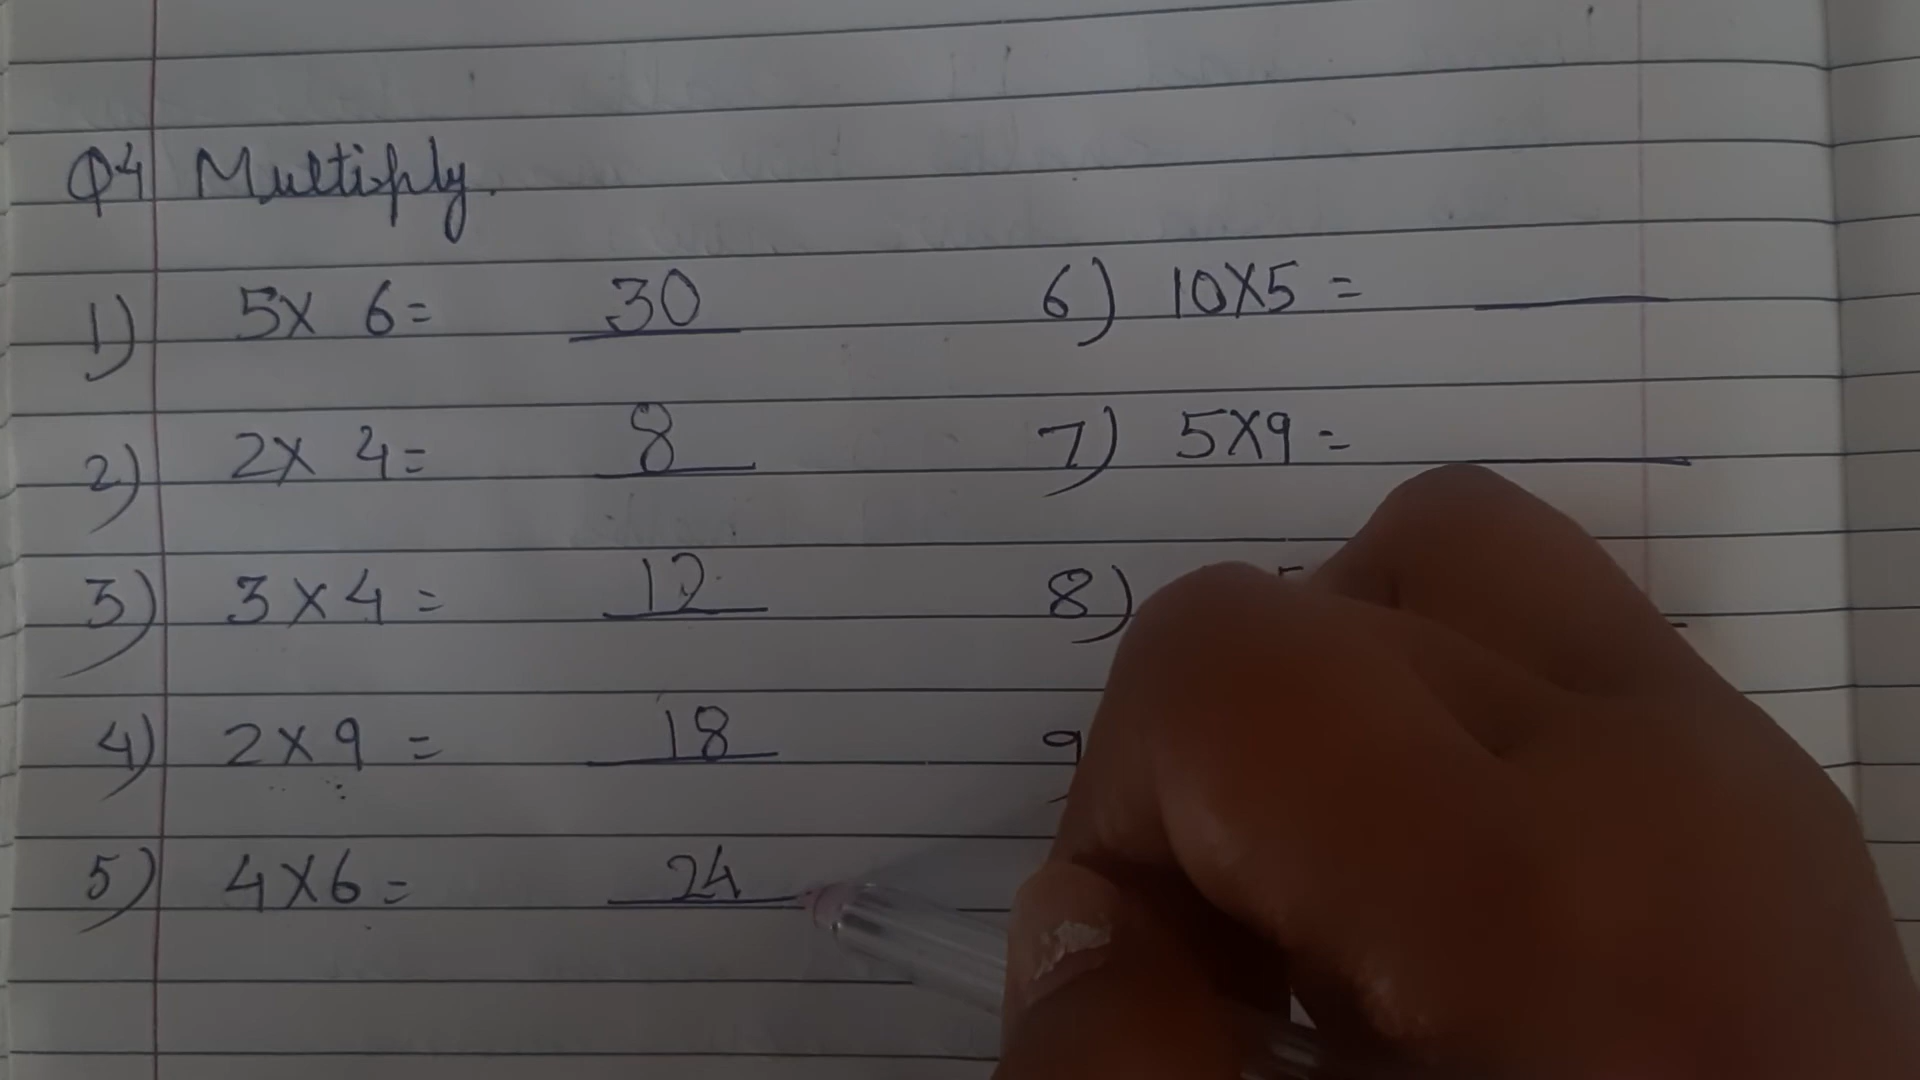 Q4 Multiply.
1) 5x 6= 30
2) 2x 4= 8
3) 3x4= 12
4) 2x9= 18
5) 4x6= 24
6) 10x5=
7) 5x9=
8)
9